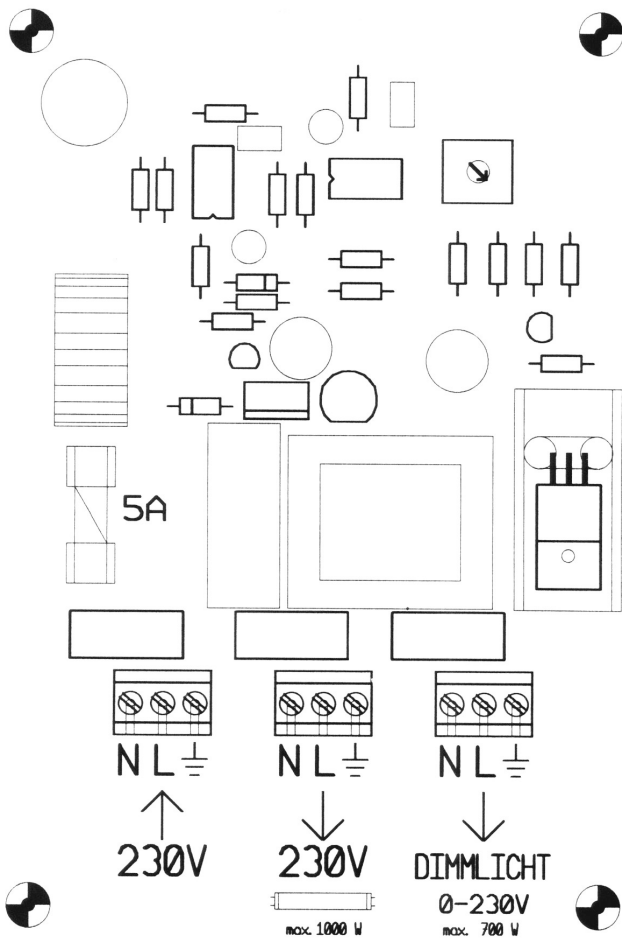 5A
N L
N L
N L
230V
230V
DIMMLICHT
0-230V
max. 1000 W
max. 700 W